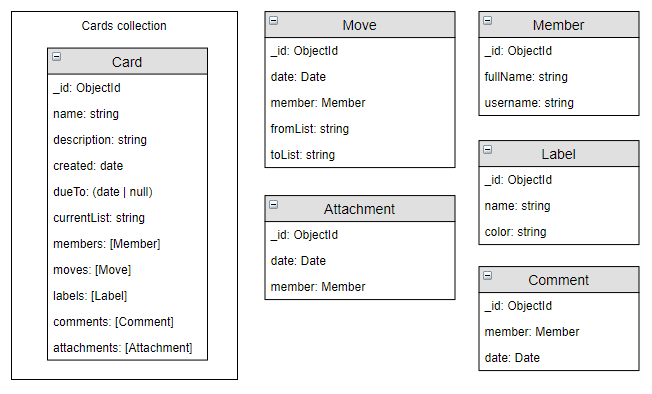 Cards collection
Card
_id: ObjectId
name: string
description: string
created: date
dueTo: (date | null)
currentList: string
members: [Member]
moves: [Move]
labels: [Label]
comments: [Comment]
attachments: [Attachment]
Move
_id: ObjectId
date: Date
member: Member
fromList: string
toList: string
Attachment
_id: ObjectId
date: Date
member: Member
Member
_id: ObjectId
fullName: string
username: string
Label
_id: ObjectId
name: string
color: string
Comment
_id: ObjectId
member: Member
date: Date